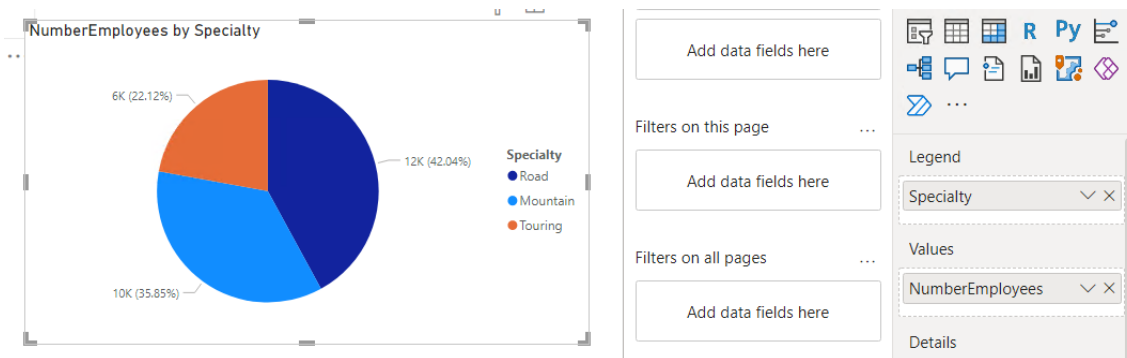 NumberEmployees by Specialty
6K (22.12%)
12K (42.04%)
10K (35.85%)
Specialty
Road
Mountain
Touring
Add data fields here
Filters on this page
...
Add data fields here
Filters on all pages
...
Add data fields here
R Py
...
Legend
Specialty
Values
NumberEmployees
Details